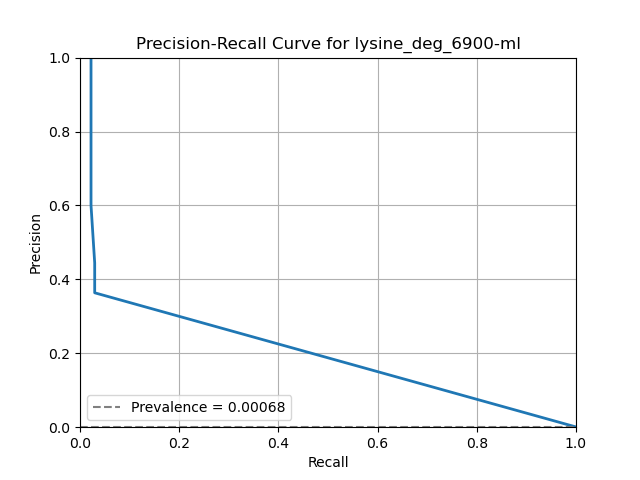 Precision-Recall Curve for lysine_deg_6900-ml
1.0
0.8
0.6
0.4
0.2
0.0
Precision
Prevalence = 0.00068
0.0 0.2 0.4 0.6 0.8 1.0
Recall